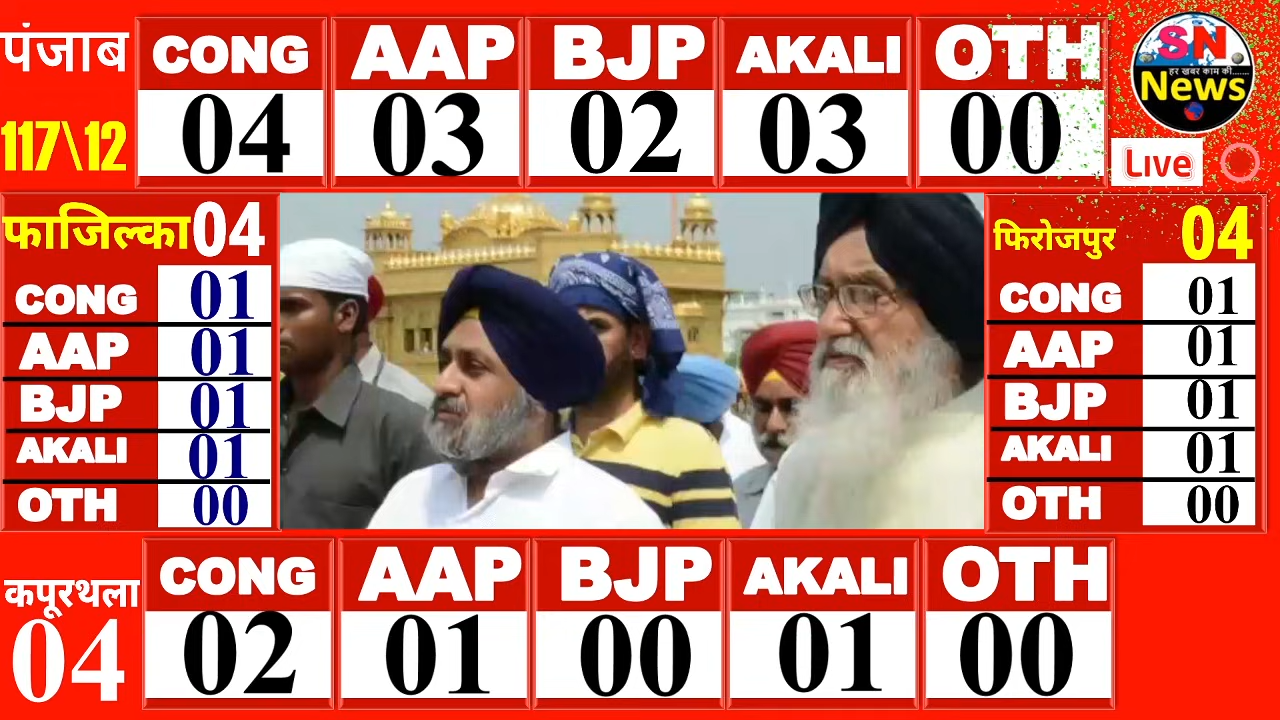 पंजाब CONG AAP BJP AKALI OTH
117\12 04 03 02 03 00
SN
हर खबर काम की.......
News
Live
फाजिल्का 04
CONG 01
AAP 01
BJP 01
AKALI 01
OTH 00
फिरोजपुर 04
CONG 01
AAP 01
BJP 01
AKALI 01
OTH 00
कपूरथला CONG AAP BJP AKALI OTH
04 02 01 00 01 00